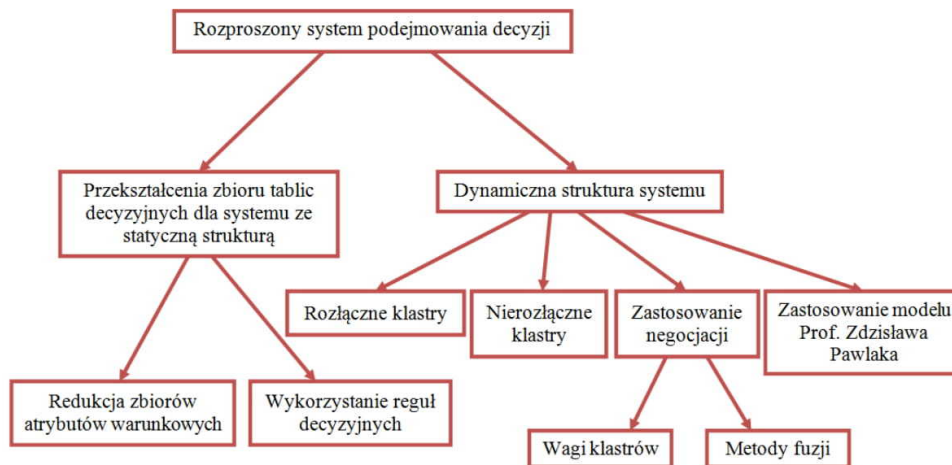 Rozproszony system podejmowania decyzji
Przekształcenia zbioru tablic
decyzyjnych dla systemu ze
statyczną strukturą
Dynamiczna struktura systemu
Rozłączne klastry
Nierozłączne
klastry
Zastosowanie
negocjacji
Zastosowanie modelu
Prof. Zdzisława
Pawlaka
Redukcja zbiorów
atrybutów warunkowych
Wykorzystanie reguł
decyzyjnych
Wagi klastrów
Metody fuzji